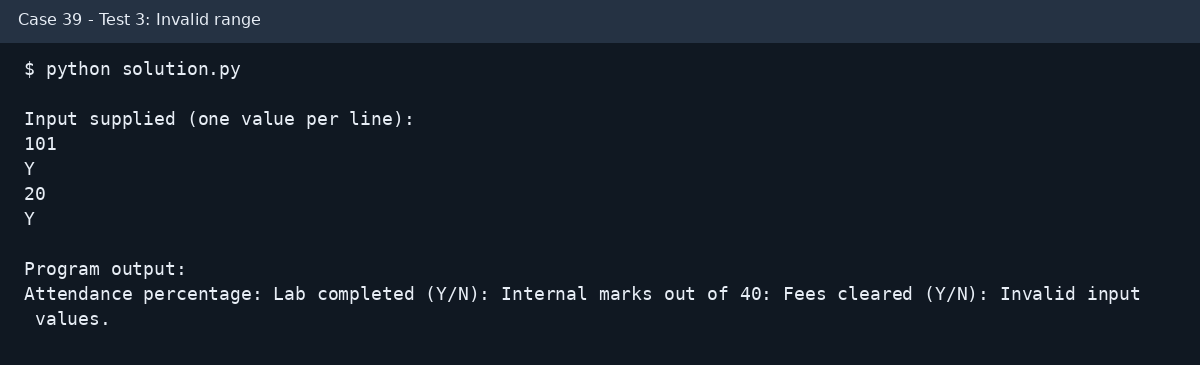 Case 39 - Test 3: Invalid range
$ python solution.py
Input supplied (one value per line):
101
Y
20
Y
Program output:
Attendance percentage: Lab completed (Y/N): Internal marks out of 40: Fees cleared (Y/N): Invalid input
values.